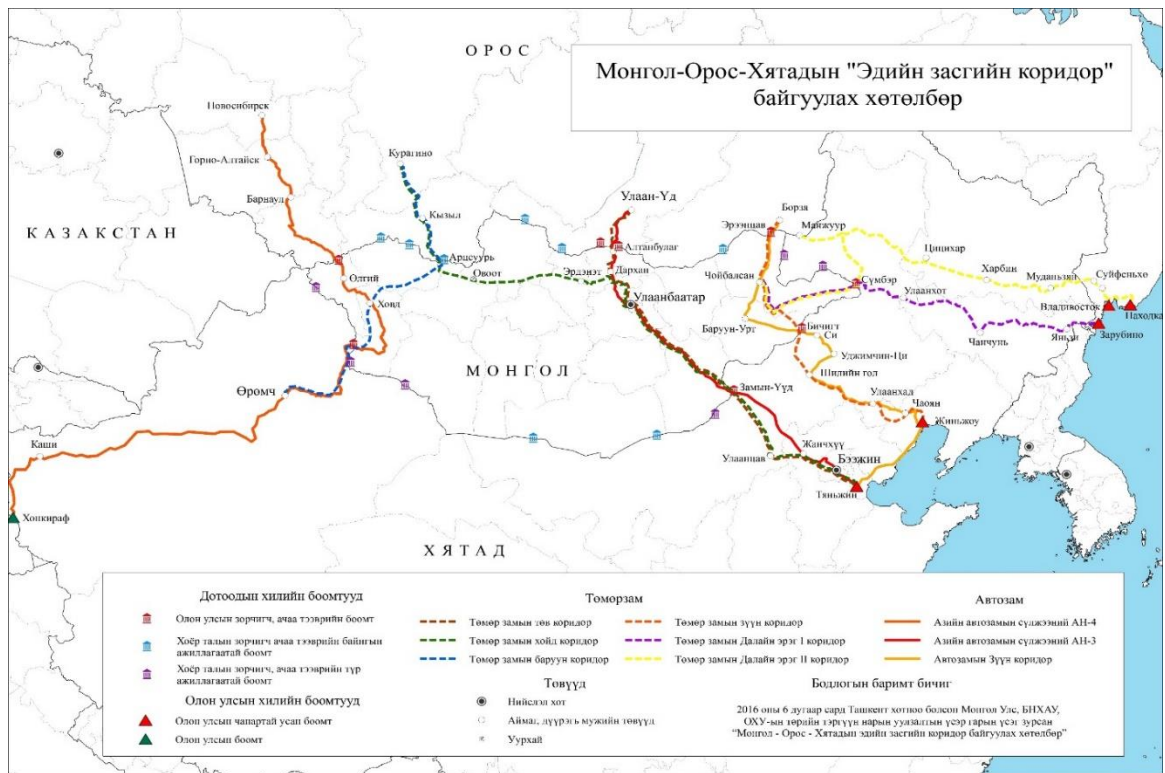 Монгол-Орос-Хятадын "Эдийн засгийн коридор"
байгуулах хөтөлбөр
ОРОС
Новосибирск
Горно-Алтайск
Барнаул
КАЗАКСТАН
Курагино
Кызыл
Улаан-Үд
Борзя
Эрээнцав
Манжуур
Алтанбулаг
Арцсуурь
Цицихар
Овоот
Эрдэнэт
Дархан
Чойбалсан
Сүмбэр
Харбин
Муданьзян
Суйфеньхэ
Өлгий
Ховд
Улаанбаатар
Улаанхот
Владивосток
Находка
Баруун-Урт
Бичигт
Си
Чанчунь
Яньзи
Зарубино
МОНГОЛ
Уджимчин-Ци
Шилийн гол
Өрөмч
Замын-Үүд
Улаанхад
Чаоян
Жиньжоу
Каши
Жанчхүү
Улаанцав
Бээжин
Тяньжин
Хонкираф
ХЯТАД
Дотоодын хилийн боомтууд
Олон улсын зорчигч, ачаа тээврийн боомт
Хоёр талын зорчигч, ачаа тээврийн байнгын
ажиллагаатай боомт
Хоёр талын зорчигч, ачаа тээврийн түр
ажиллагаатай боомт
Олон улсын хилийн боомтууд
Олон улсын чанартай усан боомт
Олон улсын боомт
Төмөрзам
Төмөр замын төв коридор
Төмөр замын хойд коридор
Төмөр замын баруун коридор
Төмөр замын зүүн коридор
Төмөр замын Далайн эрэг I коридор
Төмөр замын Далайн эрэг II коридор
Автозам
Азийн автозамын сүлжээний АН-4
Азийн автозамын сүлжээний АН-3
Автозамын Зүүн коридор
Төвүүд
Нийслэл хот
Аймаг, дүүрэг мужийн төвүүд
Уурхай
Бодлогын баримт бичиг
2016 оны 6 дугаар сард Ташкент хотноо болсон Монгол Улс, БНХАУ,
ОХУ-ын төрийн тэргүүн нарын уулзалтын үеэр гарын үсэг зурсан
"Монгол - Орос - Хятадын эдийн засгийн коридор байгуулах хөтөлбөр"